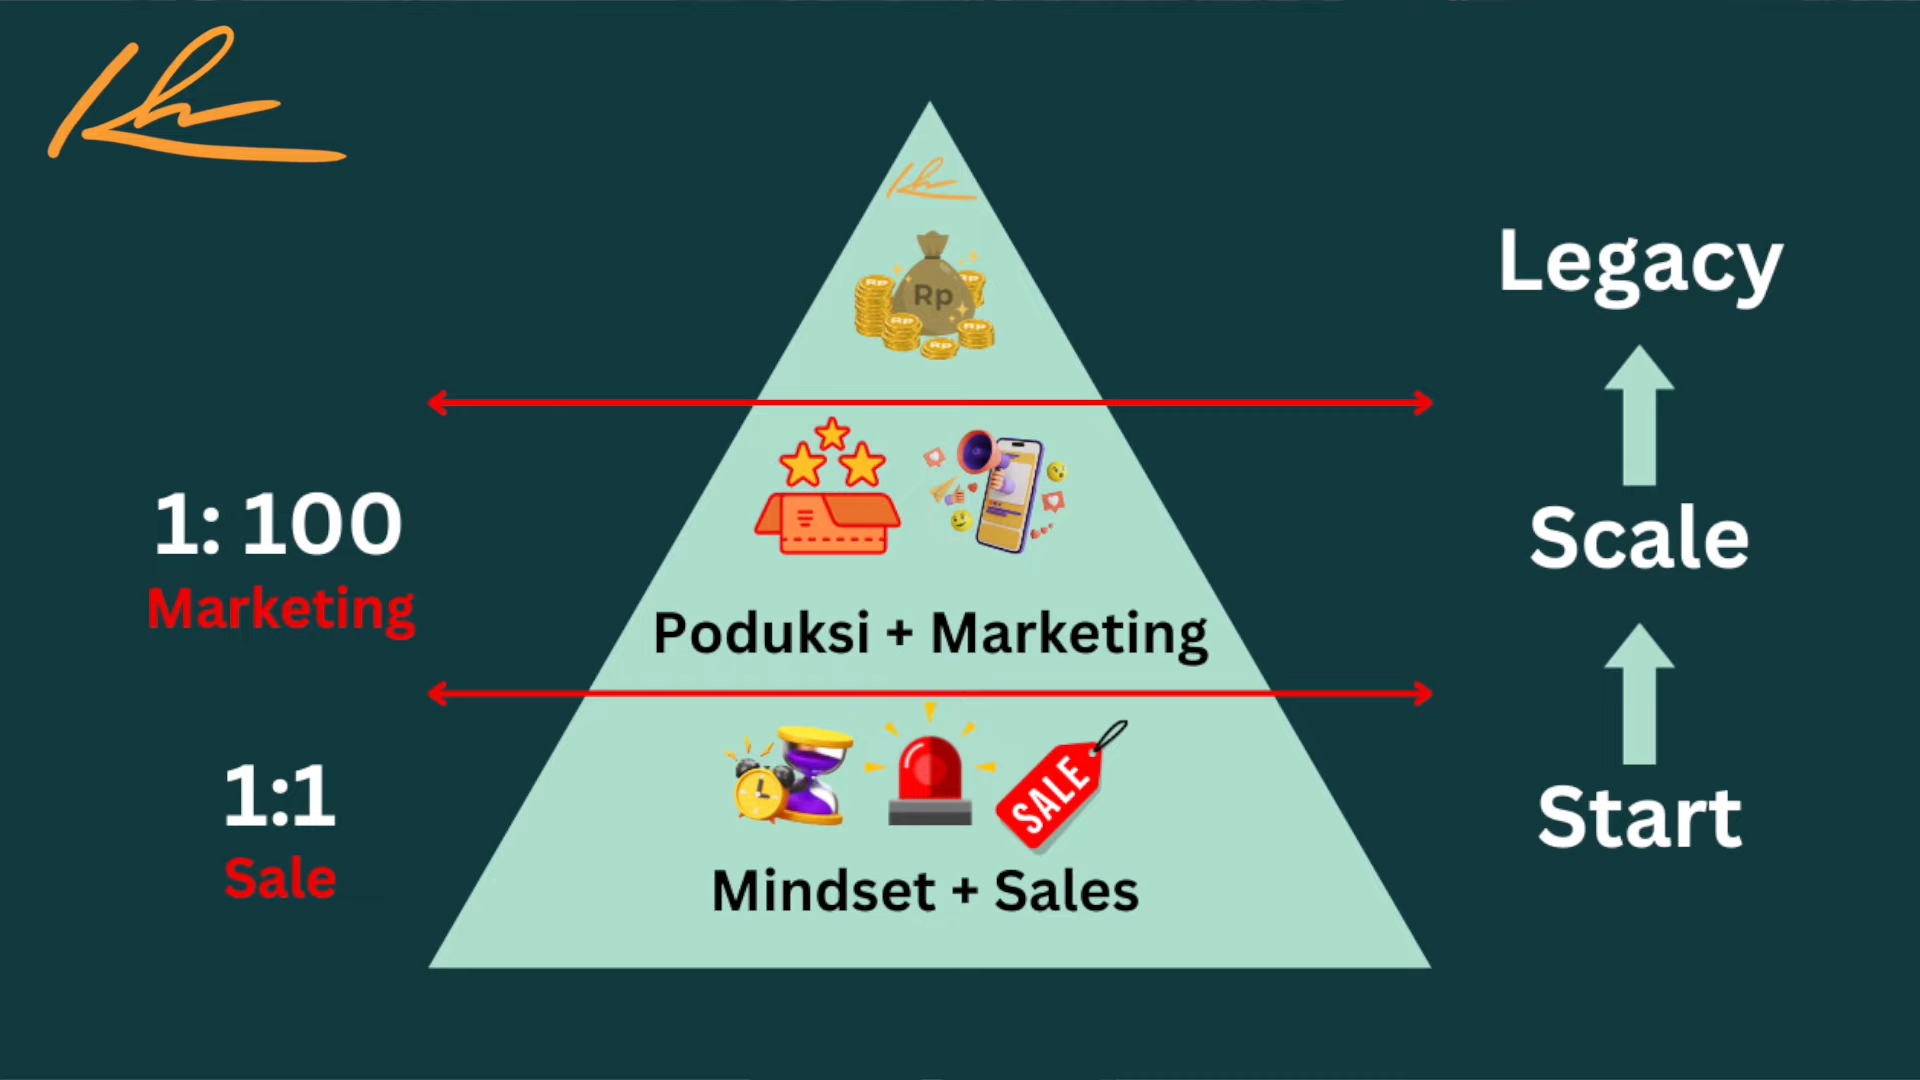 Rp
Legacy
1: 100
Marketing
Scale
Poduksi + Marketing
1:1
Sale
SALE
Start
Mindset + Sales